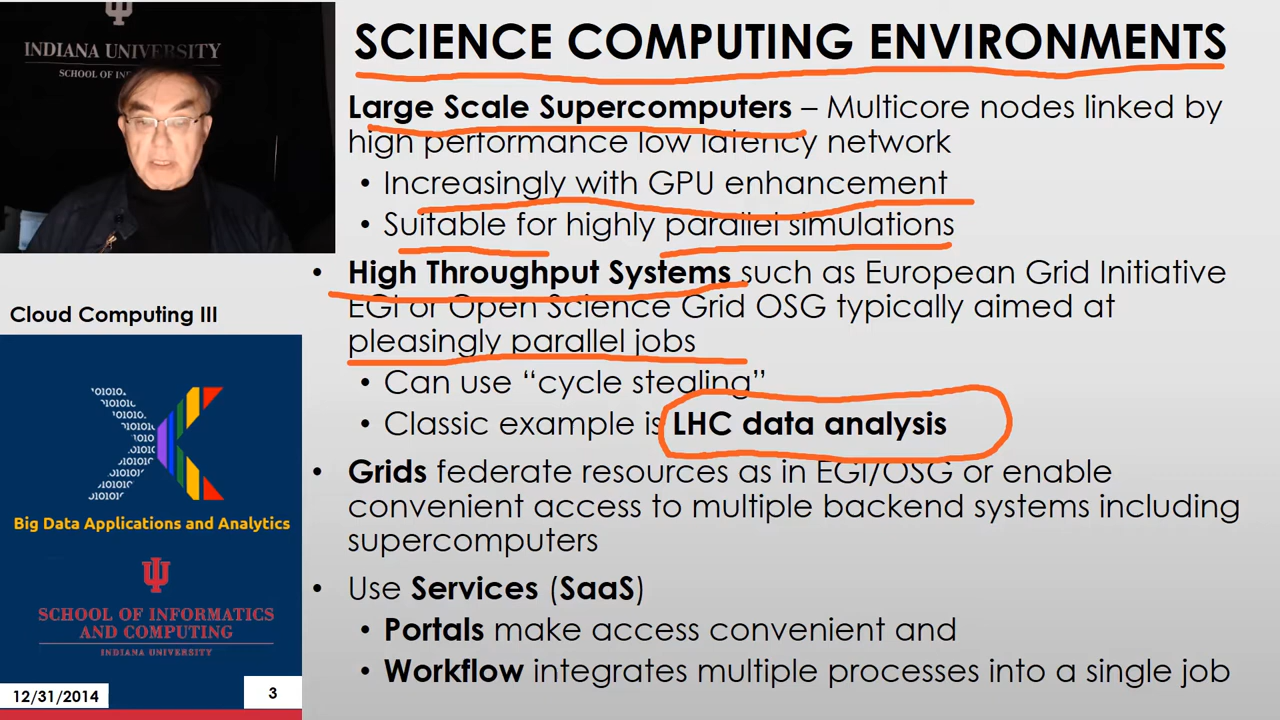 INDIANA UNIVERSITY
SCHOOL OF IN
SCIENCE COMPUTING ENVIRONMENTS
Large Scale Supercomputers – Multicore nodes linked by
high performance low latency network
• Increasingly with GPU enhancement
• Suitable for highly parallel simulations
• High Throughput Systems such as European Grid Initiative
EGI or Open Science Grid OSG typically aimed at
pleasingly parallel jobs
• Can use “cycle stealing”
• Classic example is LHC data analysis
• Grids federate resources as in EGI/OSG or enable
convenient access to multiple backend systems including
supercomputers
• Use Services (SaaS)
• Portals make access convenient and
• Workflow integrates multiple processes into a single job
Cloud Computing III
Big Data Applications and Analytics
SCHOOL OF INFORMATICS
AND COMPUTING
INDIANA UNIVERSITY
12/31/2014
3